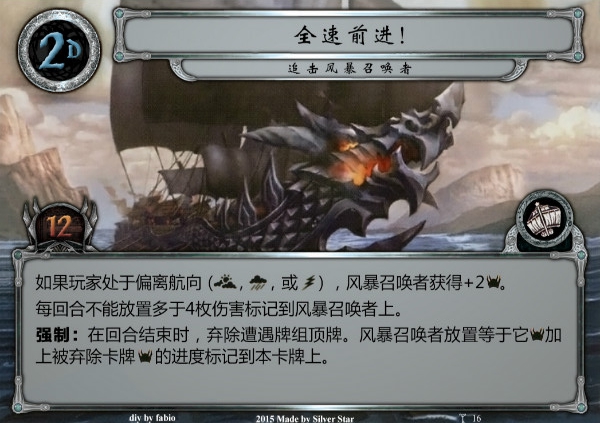 2D
全速前进！
追击风暴召唤者
12
如果玩家处于偏离航向 ( , , 或 ) ，风暴召唤者获得+2 。
每回合不能放置多于4枚伤害标记到风暴召唤者上。
强制：在回合结束时，弃除遭遇牌组顶牌。风暴召唤者放置等于它 加
上被弃除卡牌 的进度标记到本卡牌上。
diy by fabio 2015 Made by Silver Star 16